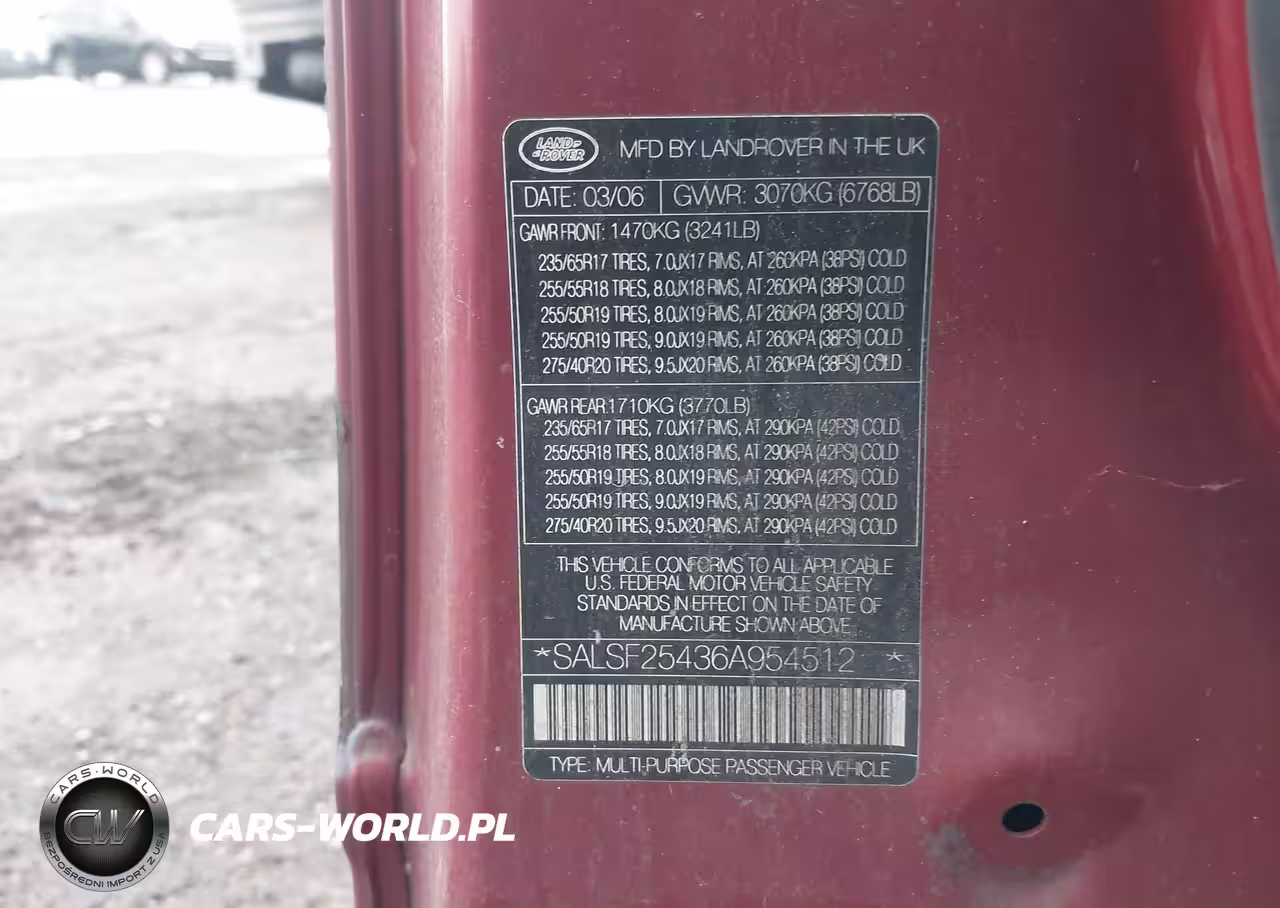 LAND
ROVER
MFD BY LANDROVER IN THE UK
DATE: 03/06
GVWR: 3070KG (6768LB)
GAWR FRONT: 1470KG (3241LB)
235/65R17 TIRES, 7.0JX17 RIMS, AT 260KPA (38PSI) COLD
255/55R18 TIRES, 8.0JX18 RIMS, AT 260KPA (38PSI) COLD
255/50R19 TIRES, 8.0JX19 RIMS, AT 260KPA (38PSI) COLD
255/50R19 TIRES, 9.0JX19 RIMS, AT 260KPA (38PSI) COLD
275/40R20 TIRES, 9.5JX20 RIMS, AT 260KPA (38PSI) COLD
GAWR REAR:1710KG (3770LB)
235/65R17 TIRES, 7.0JX17 RIMS, AT 290KPA (42PSI) COLD
255/55R18 TIRES, 8.0JX18 RIMS, AT 290KPA (42PSI) COLD
255/50R19 TIRES, 8.0JX19 RIMS, AT 290KPA (42PSI) COLD
255/50R19 TIRES, 9.0JX19 RIMS, AT 290KPA (42PSI) COLD
275/40R20 TIRES, 9.5JX20 RIMS, AT 290KPA (42PSI) COLD
THIS VEHICLE CONFORMS TO ALL APPLICABLE
U.S. FEDERAL MOTOR VEHICLE SAFETY
STANDARDS IN EFFECT ON THE DATE OF
MANUFACTURE SHOWN ABOVE
*SALSF25436A954512 *
TYPE: MULTI-PURPOSE PASSENGER VEHICLE
CARS-WORLD
CW
BEZPOŚREDNI IMPORT Z USA
CARS-WORLD.PL